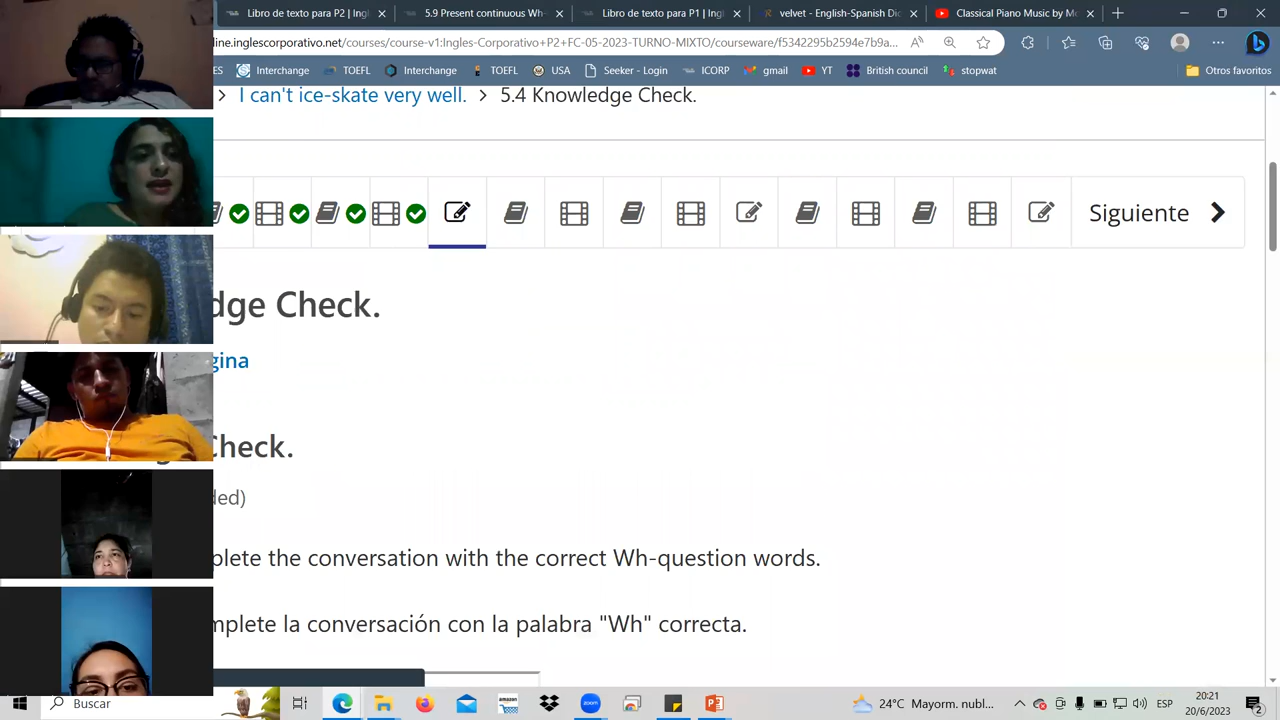 Libro de texto para P2 | Ingl
5.9 Present continuous Wh-
Libro de texto para P1 | Ingl
velvet - English-Spanish Dic
Classical Piano Music by Mo
line.inglescorporativo.net/courses/course-v1:Ingles-Corporativo+P2+FC-05-2023-TURNO-MIXTO/courseware/f5342295b2594e7b9a...
ES
Interchange
TOEFL
Interchange
TOEFL
USA
Seeker - Login
ICORP
gmail
YT
British council
stopwat
Otros favoritos
I can't ice-skate very well.
5.4 Knowledge Check.
Siguiente
dge Check.
gina
Check.
ded)
plete the conversation with the correct Wh-question words.
mplete la conversación con la palabra "Wh" correcta.
Buscar
amazon
zoom
24°C Mayorm. nubl...
ESP
20:21
20/6/2023
2